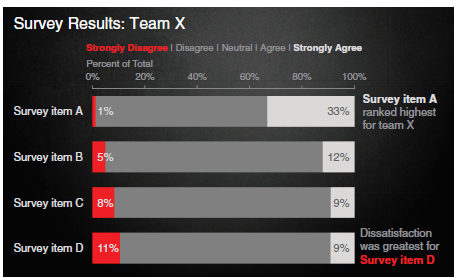 Survey Results: Team X
Strongly Disagree | Disagree | Neutral | Agree | Strongly Agree
Percent of Total
0% 20% 40% 60% 80% 100%
Survey item A 1% 33%
Survey item A
ranked highest
for team X
Survey item B 5% 12%
Survey item C 8% 9%
Survey item D 11% 9%
Dissatisfaction
was greatest for
Survey item D